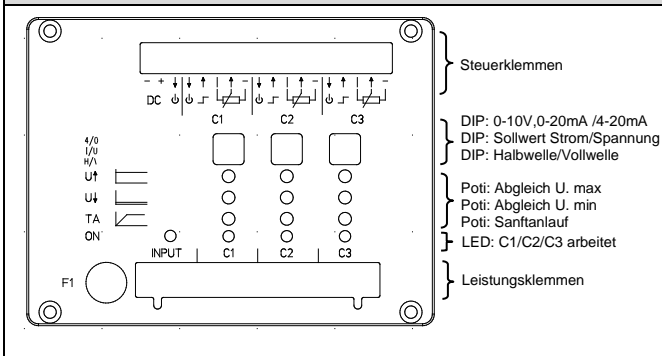 - + - - -
DC
C1 C2 C3
Steuerklemmen
4/0
I/U
H/\
DIP: 0-10V,0-20mA /4-20mA
DIP: Sollwert Strom/Spannung
DIP: Halbwelle/Vollwelle
U↑
U↓
TA
ON
Poti: Abgleich U. max
Poti: Abgleich U. min
Poti: Sanftanlauf
LED: C1/C2/C3 arbeitet
INPUT C1 C2 C3
F1
Leistungsklemmen